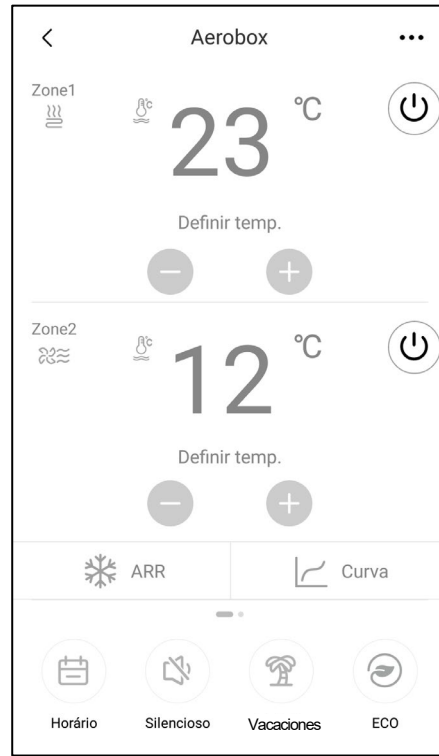 Aerobox
Zone1
23 °C
Definir temp.
Zone2
12 °C
Definir temp.
ARR
Curva
Horário
Silencioso
Vacaciones
ECO